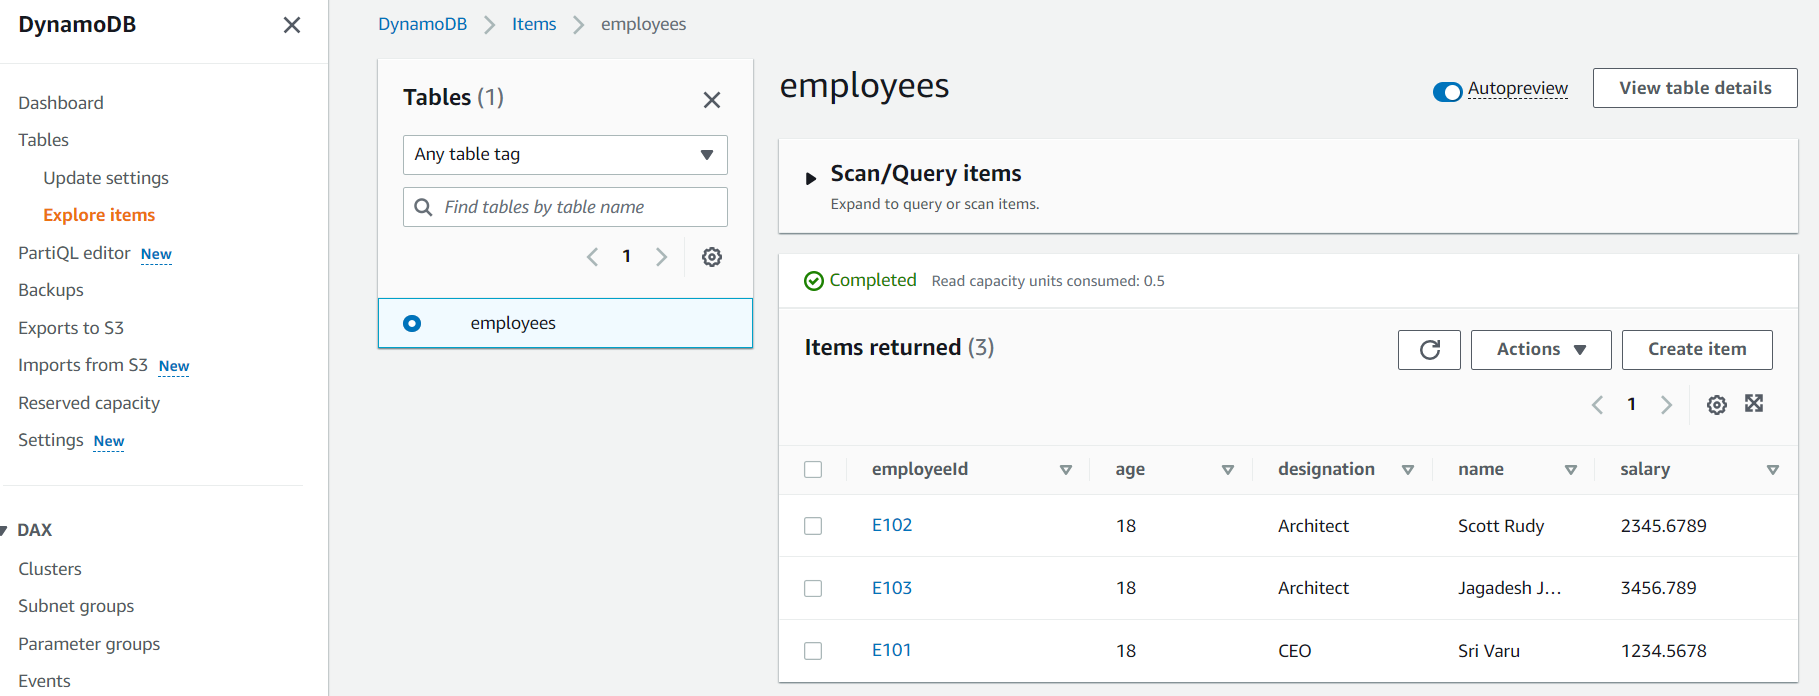 DynamoDB
Dashboard
Tables
Update settings
Explore items
PartiQL editor New
Backups
Exports to S3
Imports from S3 New
Reserved capacity
Settings New
DAX
Clusters
Subnet groups
Parameter groups
Events
DynamoDB Items employees
Tables (1)
Any table tag
Find tables by table name
1
employees
employees
Autopreview View table details
Scan/Query items
Expand to query or scan items.
Completed Read capacity units consumed: 0.5
Items returned (3)
Actions Create item
1
employeeId age designation name salary
E102 18 Architect Scott Rudy 2345.6789
E103 18 Architect Jagadesh J... 3456.789
E101 18 CEO Sri Varu 1234.5678